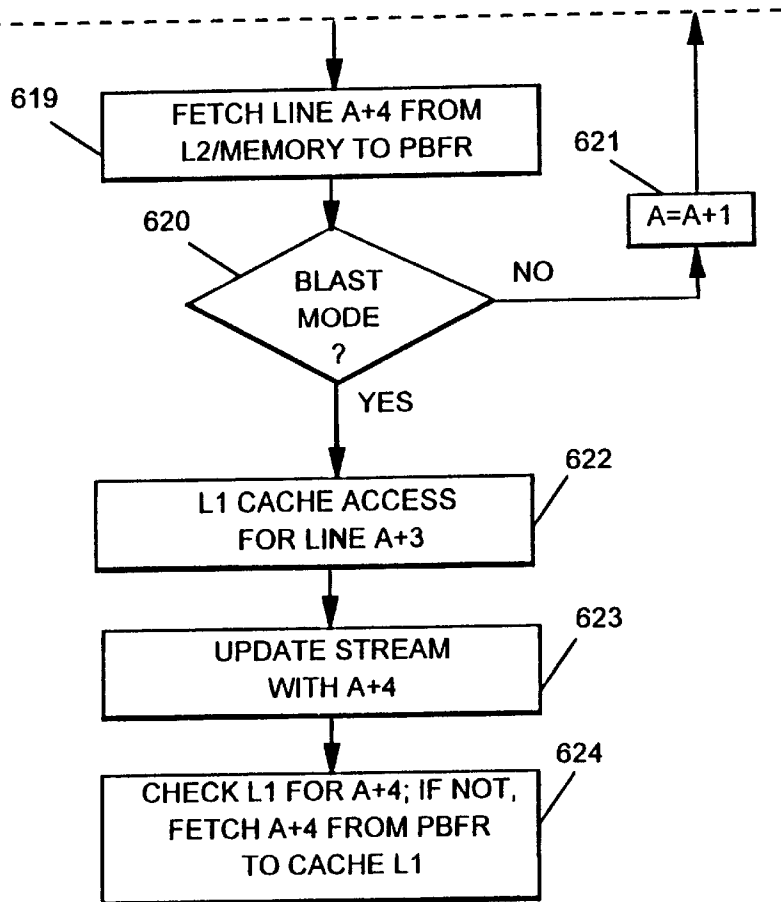 619
FETCH LINE A+4 FROM
L2/MEMORY TO PBFR
621
A=A+1
620
BLAST
MODE
?
NO
YES
622
L1 CACHE ACCESS
FOR LINE A+3
623
UPDATE STREAM
WITH A+4
624
CHECK L1 FOR A+4; IF NOT,
FETCH A+4 FROM PBFR
TO CACHE L1